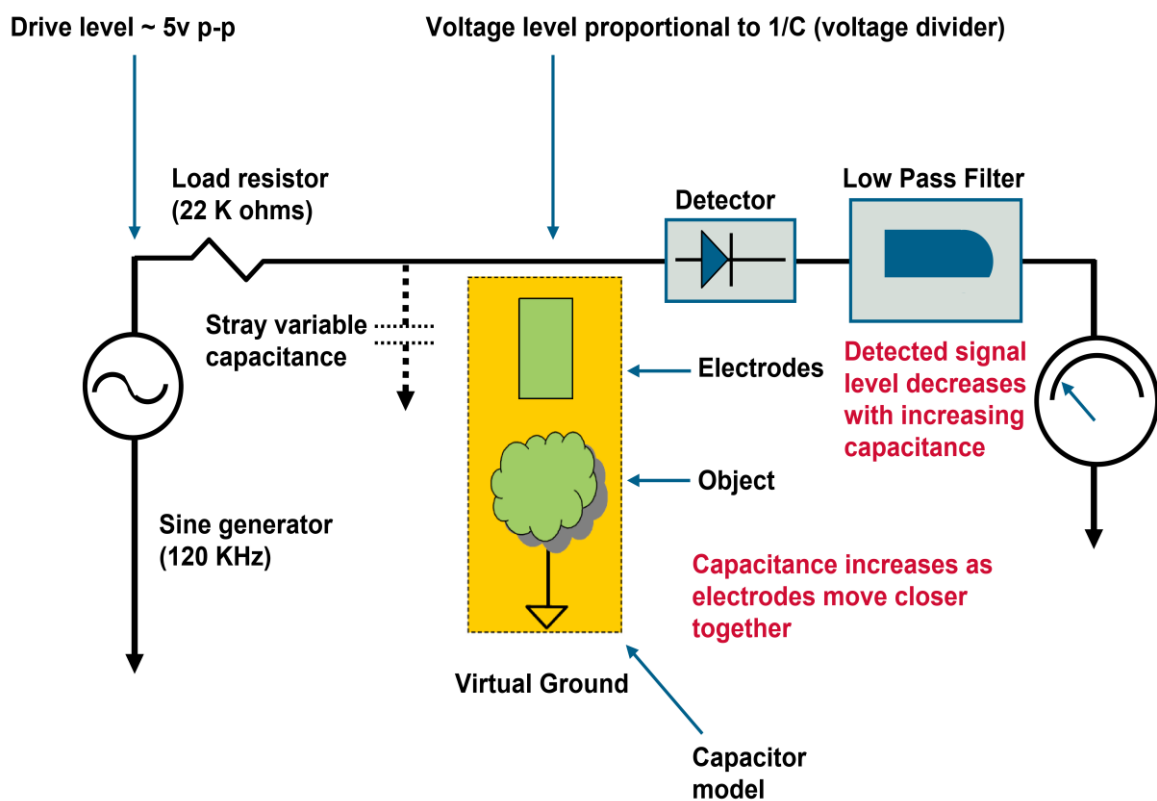 Drive level ~ 5v p-p
Voltage level proportional to 1/C (voltage divider)
Load resistor
(22 K ohms)
Detector
Low Pass Filter
Stray variable
capacitance
Electrodes
Detected signal
level decreases
with increasing
capacitance
Object
Sine generator
(120 KHz)
Capacitance increases as
electrodes move closer
together
Virtual Ground
Capacitor
model